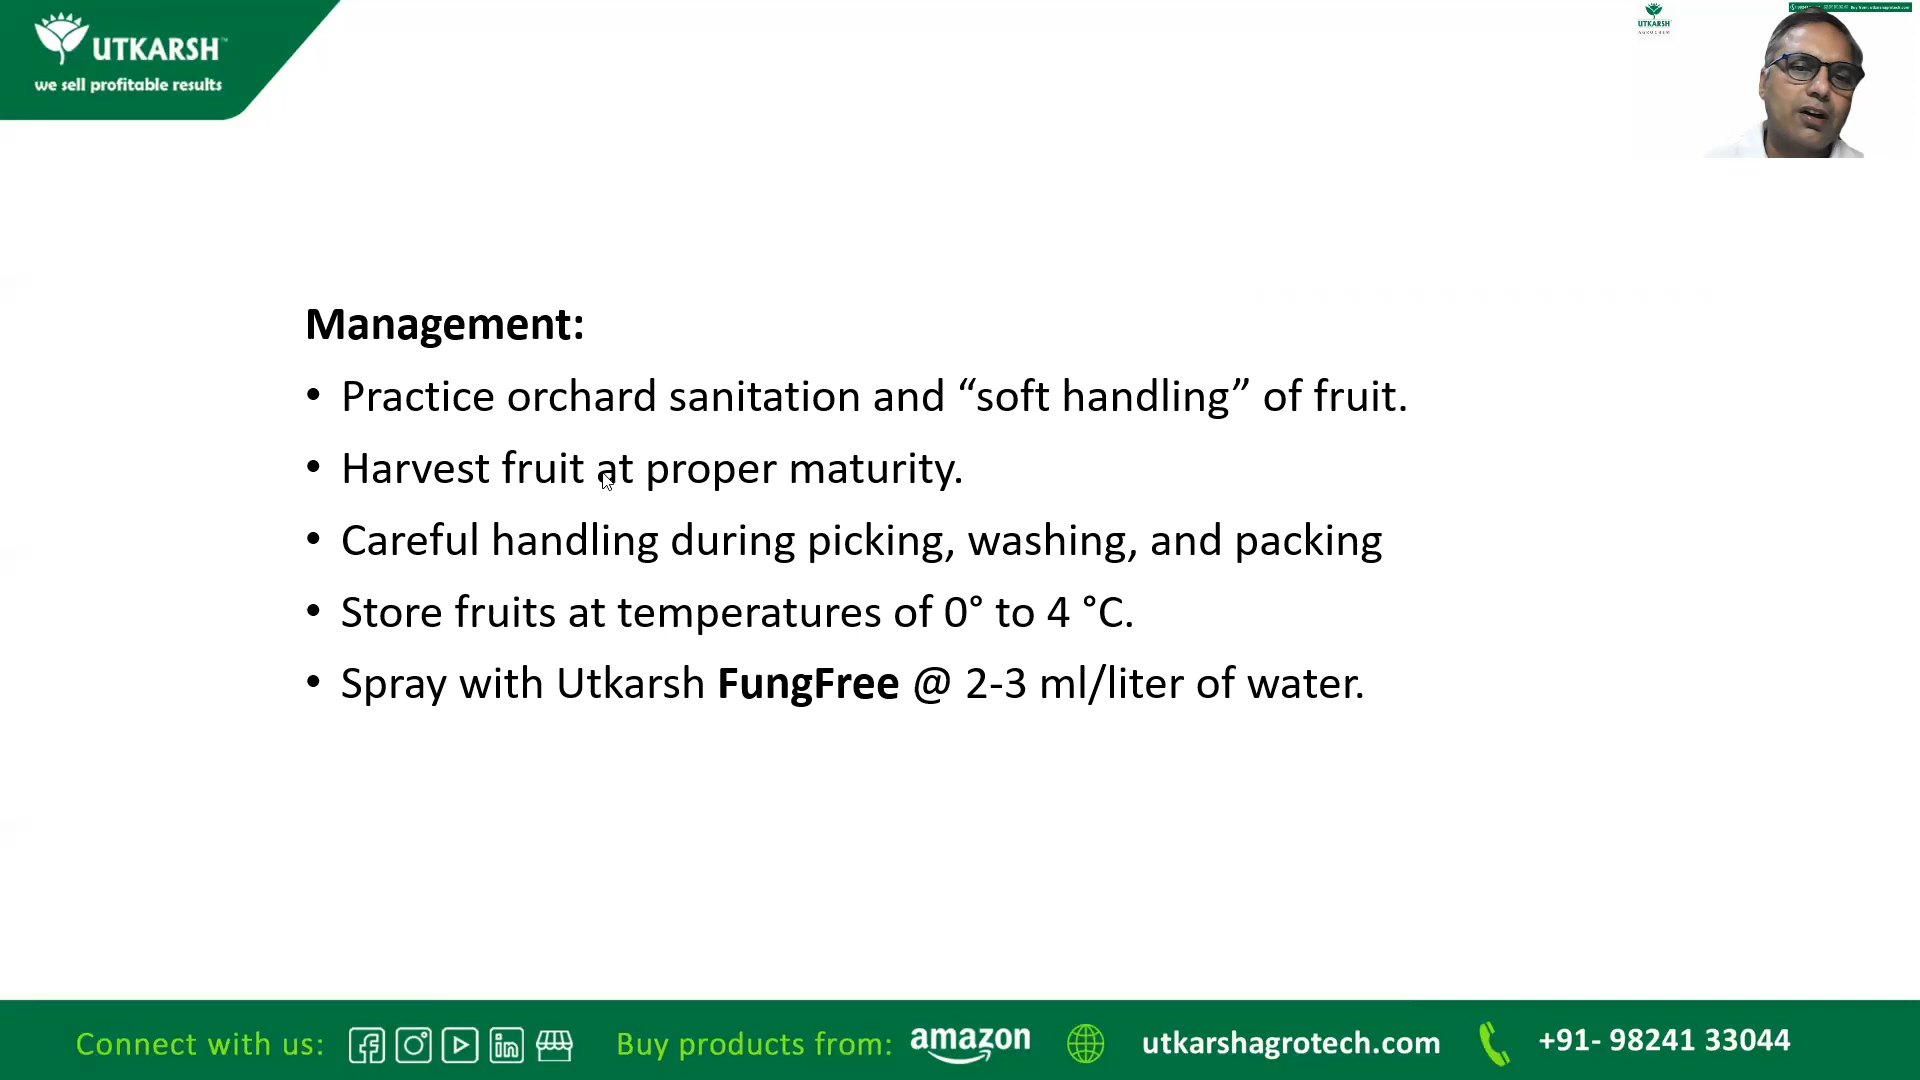 UTKARSH™
we sell profitable results
UTKARSH
AGROCHEM
Management:
• Practice orchard sanitation and “soft handling” of fruit.
• Harvest fruit at proper maturity.
• Careful handling during picking, washing, and packing
• Store fruits at temperatures of 0° to 4 °C.
• Spray with Utkarsh FungFree @ 2-3 ml/liter of water.
Connect with us: Buy products from: amazon utkarshagrotech.com +91- 98241 33044